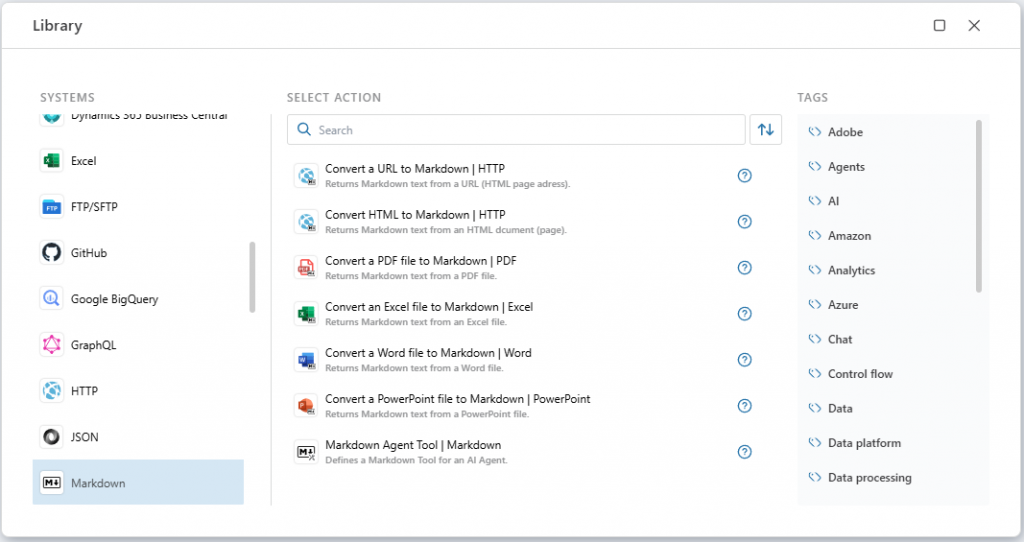 Library
SYSTEMS
Dynamics 365 Business Central
Excel
FTP
FTP/SFTP
GitHub
Google BigQuery
GraphQL
HTTP
JSON
Markdown
SELECT ACTION
Search
Convert a URL to Markdown | HTTP
Returns Markdown text from a URL (HTML page adress).
Convert HTML to Markdown | HTTP
Returns Markdown text from an HTML dcument (page).
Convert a PDF file to Markdown | PDF
Returns Markdown text from a PDF file.
Convert an Excel file to Markdown | Excel
Returns Markdown text from an Excel file.
Convert a Word file to Markdown | Word
Returns Markdown text from a Word file.
Convert a PowerPoint file to Markdown | PowerPoint
Returns Markdown text from a PowerPoint file.
Markdown Agent Tool | Markdown
Defines a Markdown Tool for an AI Agent.
TAGS
Adobe
Agents
AI
Amazon
Analytics
Azure
Chat
Control flow
Data
Data platform
Data processing